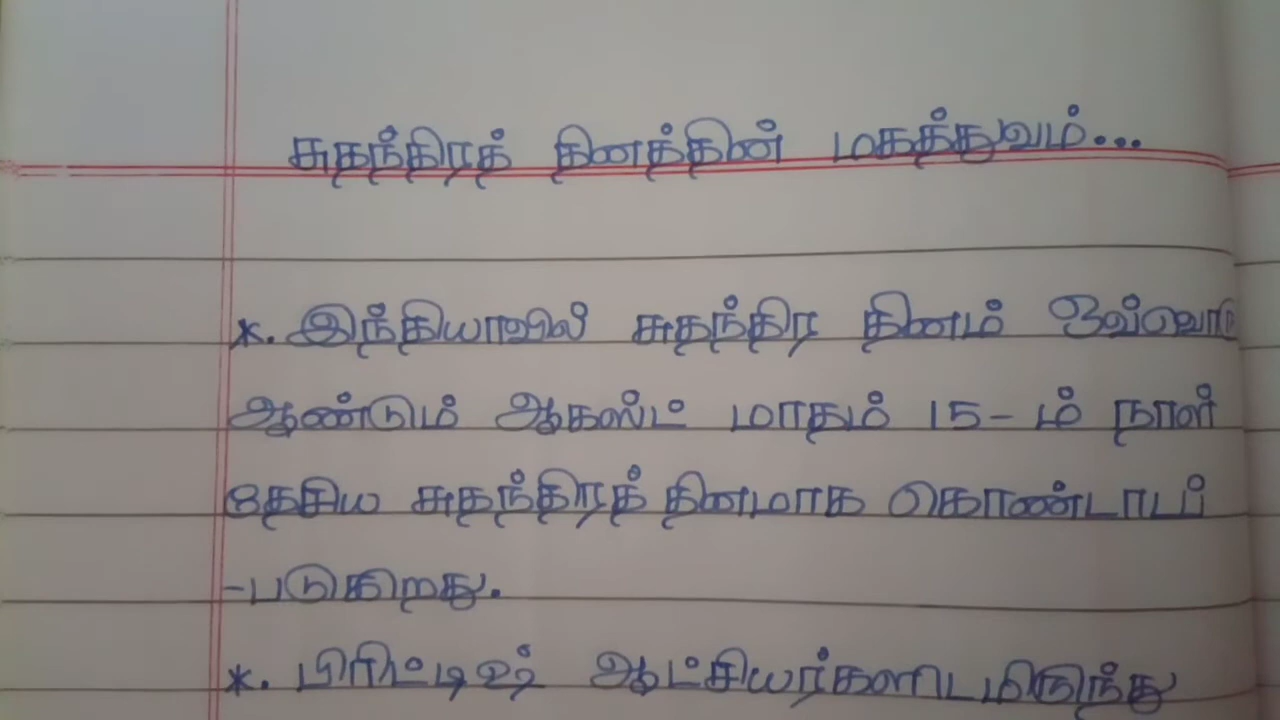 சுதந்திரத் தினத்தின் மகத்துவம்...
*. இந்தியாவில் சுதந்திர தினம் ஒவ்வொரு
ஆண்டும் ஆகஸ்ட் மாதம் 15-ம் நாள்
தேசிய சுதந்திரத் தினமாக கொண்டாடப்
-படுகிறது.
*. பிரிட்டிஷ் ஆட்சியர்களிடமிருந்து